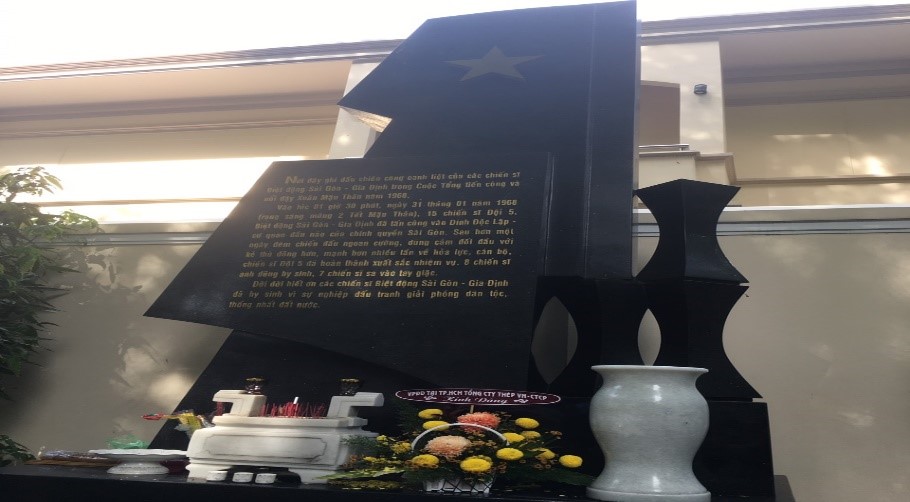 Nơi đây ghi dấu chiến công oanh liệt của các chiến sĩ
Biệt động Sài Gòn - Gia Định trong Cuộc Tổng tiến công và
nổi dậy Xuân Mậu Thân năm 1968.
Vào lúc 01 giờ 30 phút, ngày 31 tháng 01 năm 1968
(rạng sáng mồng 2 Tết Mậu Thân), 15 chiến sĩ Đội 5,
Biệt động Sài Gòn - Gia Định đã tấn công vào Dinh Độc Lập -
cơ quan đầu não của chính quyền Sài Gòn. Sau hơn một
ngày đêm chiến đấu ngoan cường, dũng cảm đối đầu với
kẻ thù đông hơn, mạnh hơn nhiều lần về hỏa lực, cán bộ,
chiến sĩ Đội 5 đã hoàn thành xuất sắc nhiệm vụ. 8 chiến sĩ
anh dũng hy sinh, 7 chiến sĩ sa vào tay giặc.
Đời đời biết ơn các chiến sĩ Biệt động Sài Gòn - Gia Định
đã hy sinh vì sự nghiệp đấu tranh giải phóng dân tộc,
thống nhất đất nước.
VPĐD TẠI TP.HCM TỔNG CTY THÉP VN-CTCP
Kính Dâng